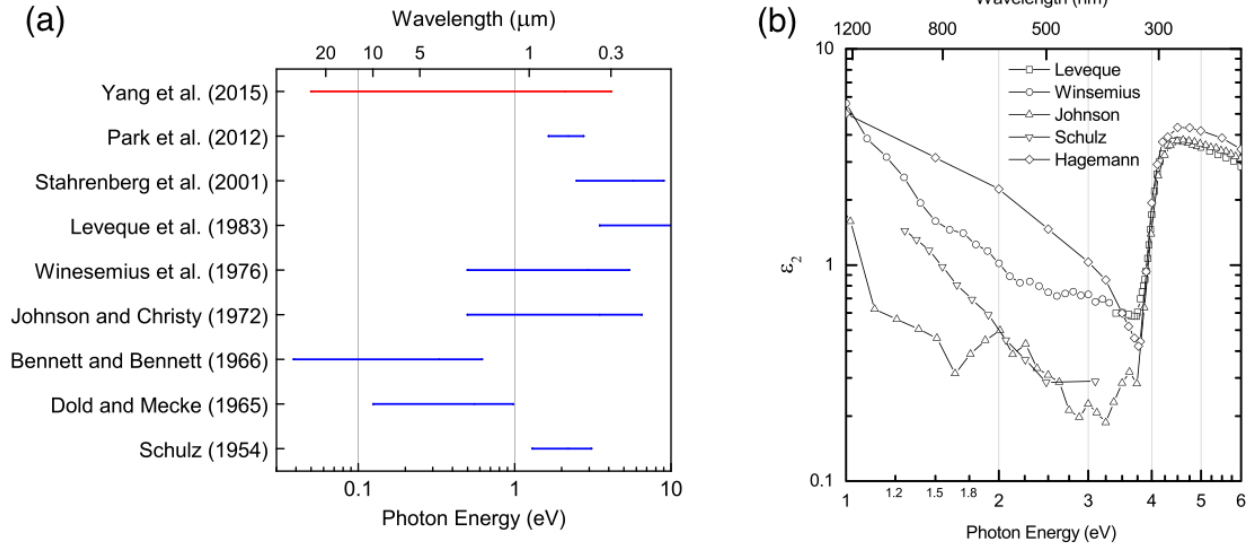 (a)
Wavelength (μm)
20 10 5 1 0.3
Yang et al. (2015)
Park et al. (2012)
Stahrenberg et al. (2001)
Leveque et al. (1983)
Winesemius et al. (1976)
Johnson and Christy (1972)
Bennett and Bennett (1966)
Dold and Mecke (1965)
Schulz (1954)
0.1 1 10
Photon Energy (eV)
(b)
Wavelength (nm)
1200 800 500 300
10
Leveque
Winsemius
Johnson
Schulz
Hagemann
1
ε2
0.1
1 1.2 1.5 1.8 2 3 4 5 6
Photon Energy (eV)